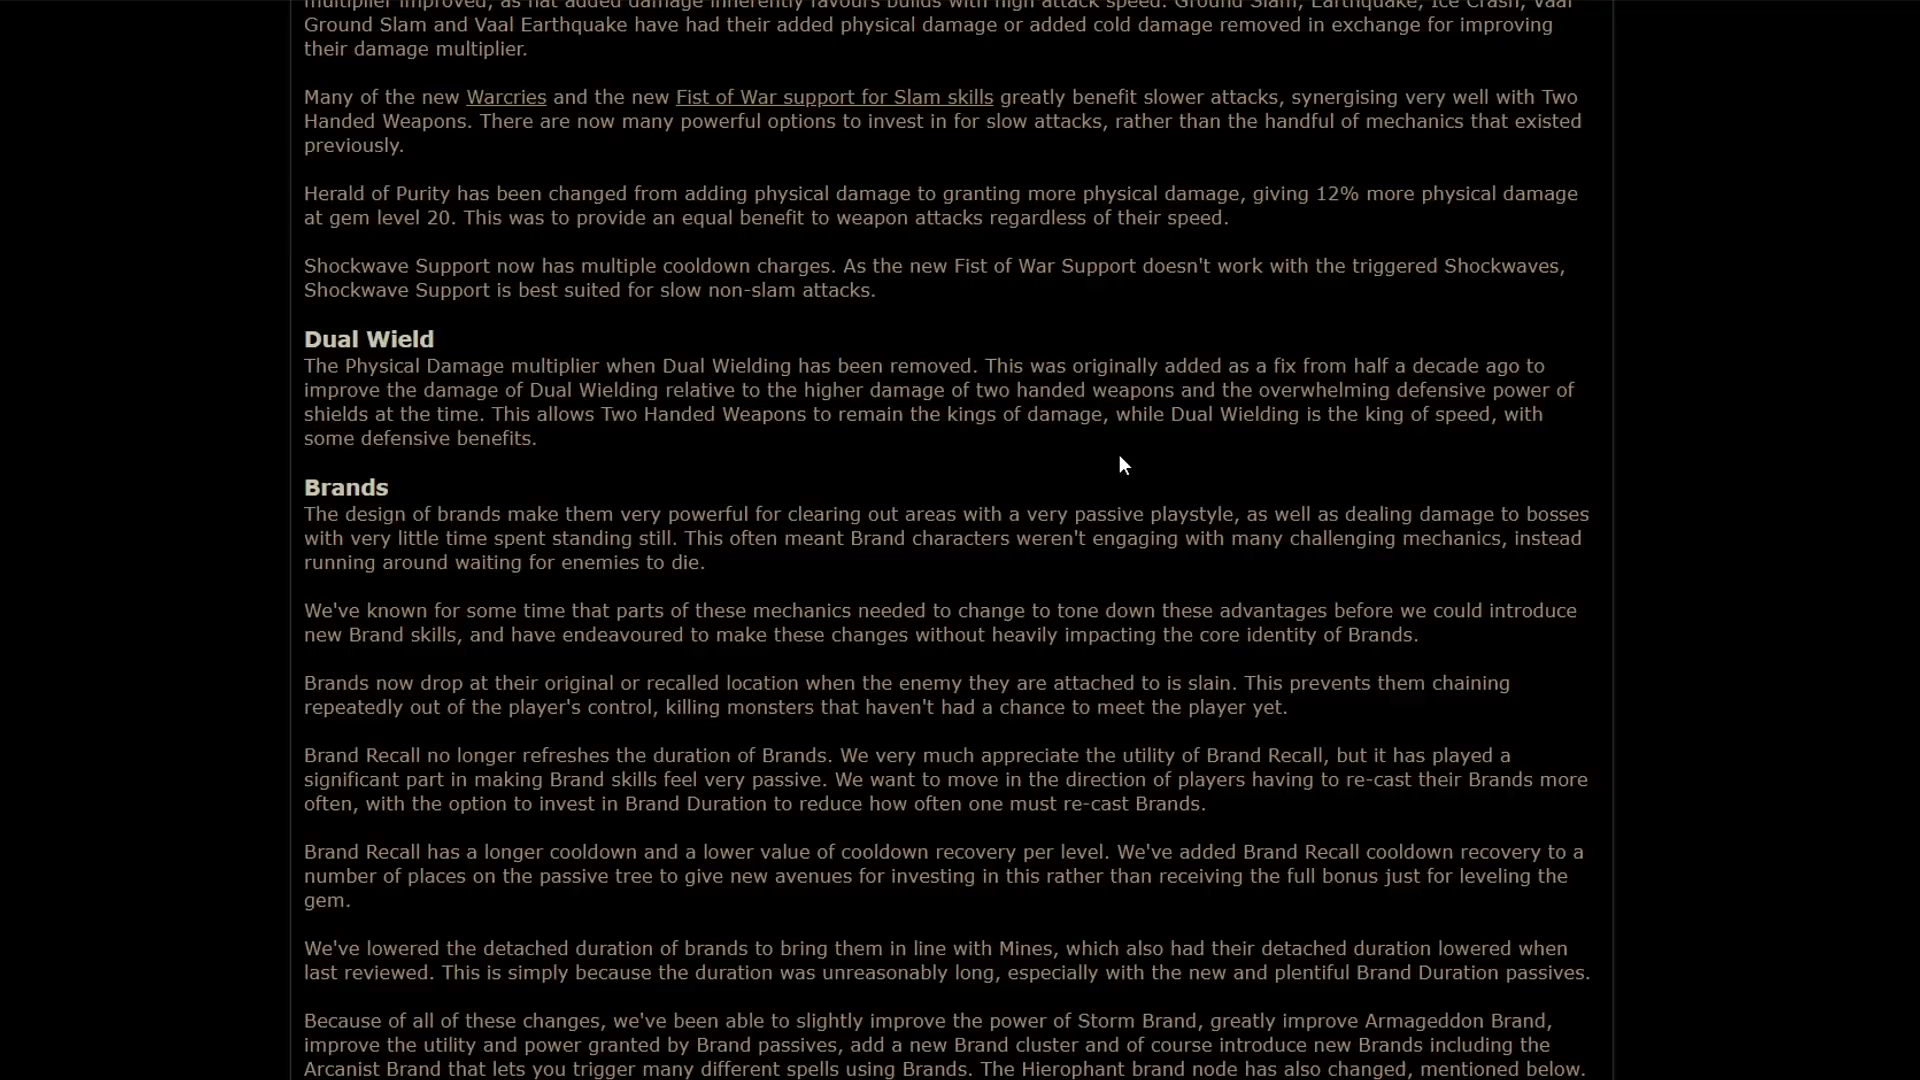 multiplier improved, as flat added damage inherently favours builds with high attack speed. Ground Slam, Earthquake, Ice Crash, Vaal
Ground Slam and Vaal Earthquake have had their added physical damage or added cold damage removed in exchange for improving
their damage multiplier.
Many of the new Warcries and the new Fist of War support for Slam skills greatly benefit slower attacks, synergising very well with Two
Handed Weapons. There are now many powerful options to invest in for slow attacks, rather than the handful of mechanics that existed
previously.
Herald of Purity has been changed from adding physical damage to granting more physical damage, giving 12% more physical damage
at gem level 20. This was to provide an equal benefit to weapon attacks regardless of their speed.
Shockwave Support now has multiple cooldown charges. As the new Fist of War Support doesn't work with the triggered Shockwaves,
Shockwave Support is best suited for slow non-slam attacks.
Dual Wield
The Physical Damage multiplier when Dual Wielding has been removed. This was originally added as a fix from half a decade ago to
improve the damage of Dual Wielding relative to the higher damage of two handed weapons and the overwhelming defensive power of
shields at the time. This allows Two Handed Weapons to remain the kings of damage, while Dual Wielding is the king of speed, with
some defensive benefits.
Brands
The design of brands make them very powerful for clearing out areas with a very passive playstyle, as well as dealing damage to bosses
with very little time spent standing still. This often meant Brand characters weren't engaging with many challenging mechanics, instead
running around waiting for enemies to die.
We've known for some time that parts of these mechanics needed to change to tone down these advantages before we could introduce
new Brand skills, and have endeavoured to make these changes without heavily impacting the core identity of Brands.
Brands now drop at their original or recalled location when the enemy they are attached to is slain. This prevents them chaining
repeatedly out of the player's control, killing monsters that haven't had a chance to meet the player yet.
Brand Recall no longer refreshes the duration of Brands. We very much appreciate the utility of Brand Recall, but it has played a
significant part in making Brand skills feel very passive. We want to move in the direction of players having to re-cast their Brands more
often, with the option to invest in Brand Duration to reduce how often one must re-cast Brands.
Brand Recall has a longer cooldown and a lower value of cooldown recovery per level. We've added Brand Recall cooldown recovery to a
number of places on the passive tree to give new avenues for investing in this rather than receiving the full bonus just for leveling the
gem.
We've lowered the detached duration of brands to bring them in line with Mines, which also had their detached duration lowered when
last reviewed. This is simply because the duration was unreasonably long, especially with the new and plentiful Brand Duration passives.
Because of all of these changes, we've been able to slightly improve the power of Storm Brand, greatly improve Armageddon Brand,
improve the utility and power granted by Brand passives, add a new Brand cluster and of course introduce new Brands including the
Arcanist Brand that lets you trigger many different spells using Brands. The Hierophant brand node has also changed, mentioned below.